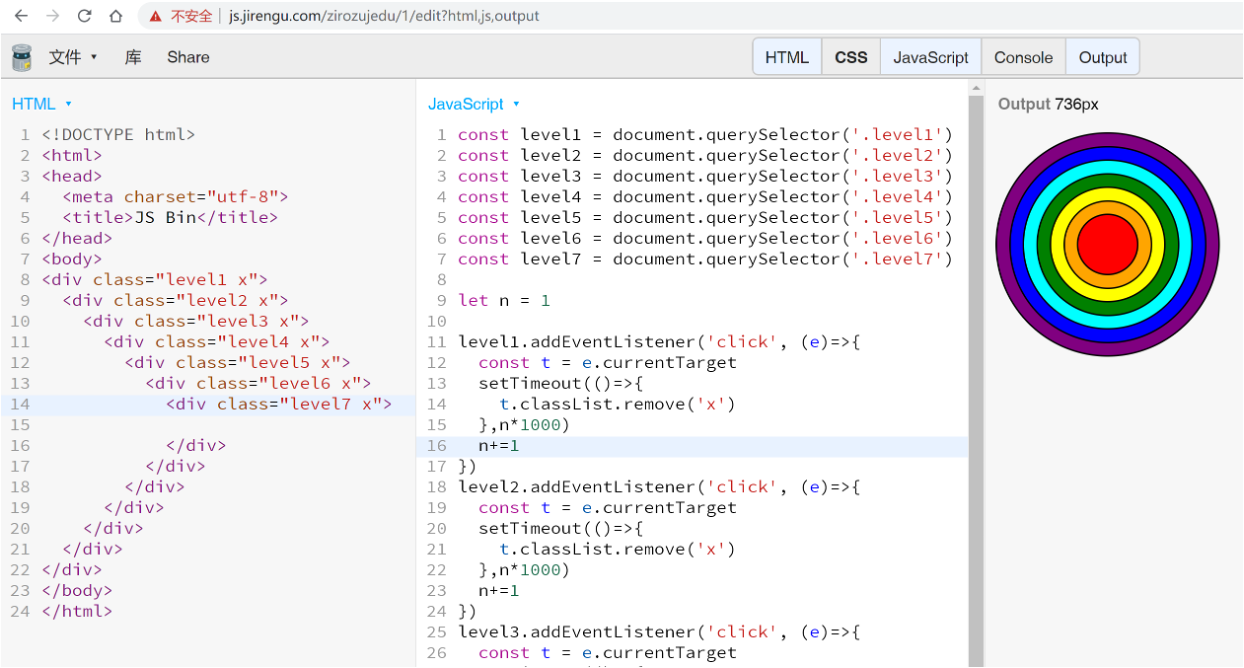 不安全 | js.jirengu.com/zirozujedu/1/edit?html,js,output
文件 库 Share HTML CSS JavaScript Console Output
HTML
1 <!DOCTYPE html>
2 <html>
3 <head>
4 <meta charset="utf-8">
5 <title>JS Bin</title>
6 </head>
7 <body>
8 <div class="level1 x">
9 <div class="level2 x">
10 <div class="level3 x">
11 <div class="level4 x">
12 <div class="level5 x">
13 <div class="level6 x">
14 <div class="level7 x">
15
16 </div>
17 </div>
18 </div>
19 </div>
20 </div>
21 </div>
22 </div>
23 </body>
24 </html>
JavaScript
1 const level1 = document.querySelector('.level1')
2 const level2 = document.querySelector('.level2')
3 const level3 = document.querySelector('.level3')
4 const level4 = document.querySelector('.level4')
5 const level5 = document.querySelector('.level5')
6 const level6 = document.querySelector('.level6')
7 const level7 = document.querySelector('.level7')
8
9 let n = 1
10
11 level1.addEventListener('click', (e)=>{
12 const t = e.currentTarget
13 setTimeout(()=>{
14 t.classList.remove('x')
15 },n*1000)
16 n+=1
17 })
18 level2.addEventListener('click', (e)=>{
19 const t = e.currentTarget
20 setTimeout(()=>{
21 t.classList.remove('x')
22 },n*1000)
23 n+=1
24 })
25 level3.addEventListener('click', (e)=>{
26 const t = e.currentTarget
Output 736px